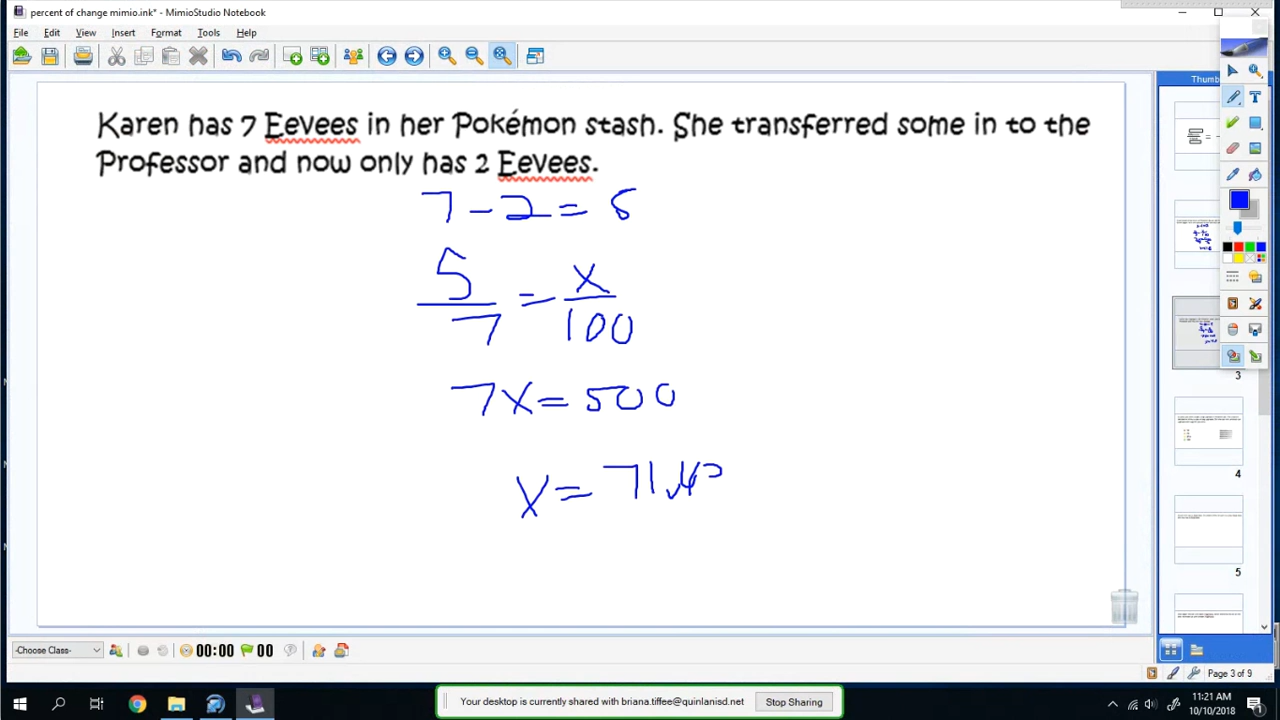 percent of change mimio.ink* - MimioStudio Notebook
File Edit View Insert Format Tools Help
Karen has 7 Eevees in her Pokémon stash. She transferred some in to the
Professor and now only has 2 Eevees.
7 - 2 = 5
5/7 = x/100
7x = 500
x = 71.43
Thumb
3
4
5
-Choose Class-
00:00
00
Page 3 of 9
Your desktop is currently shared with briana.tiffee@quinlanisd.net
Stop Sharing
11:21 AM
10/10/2018
1